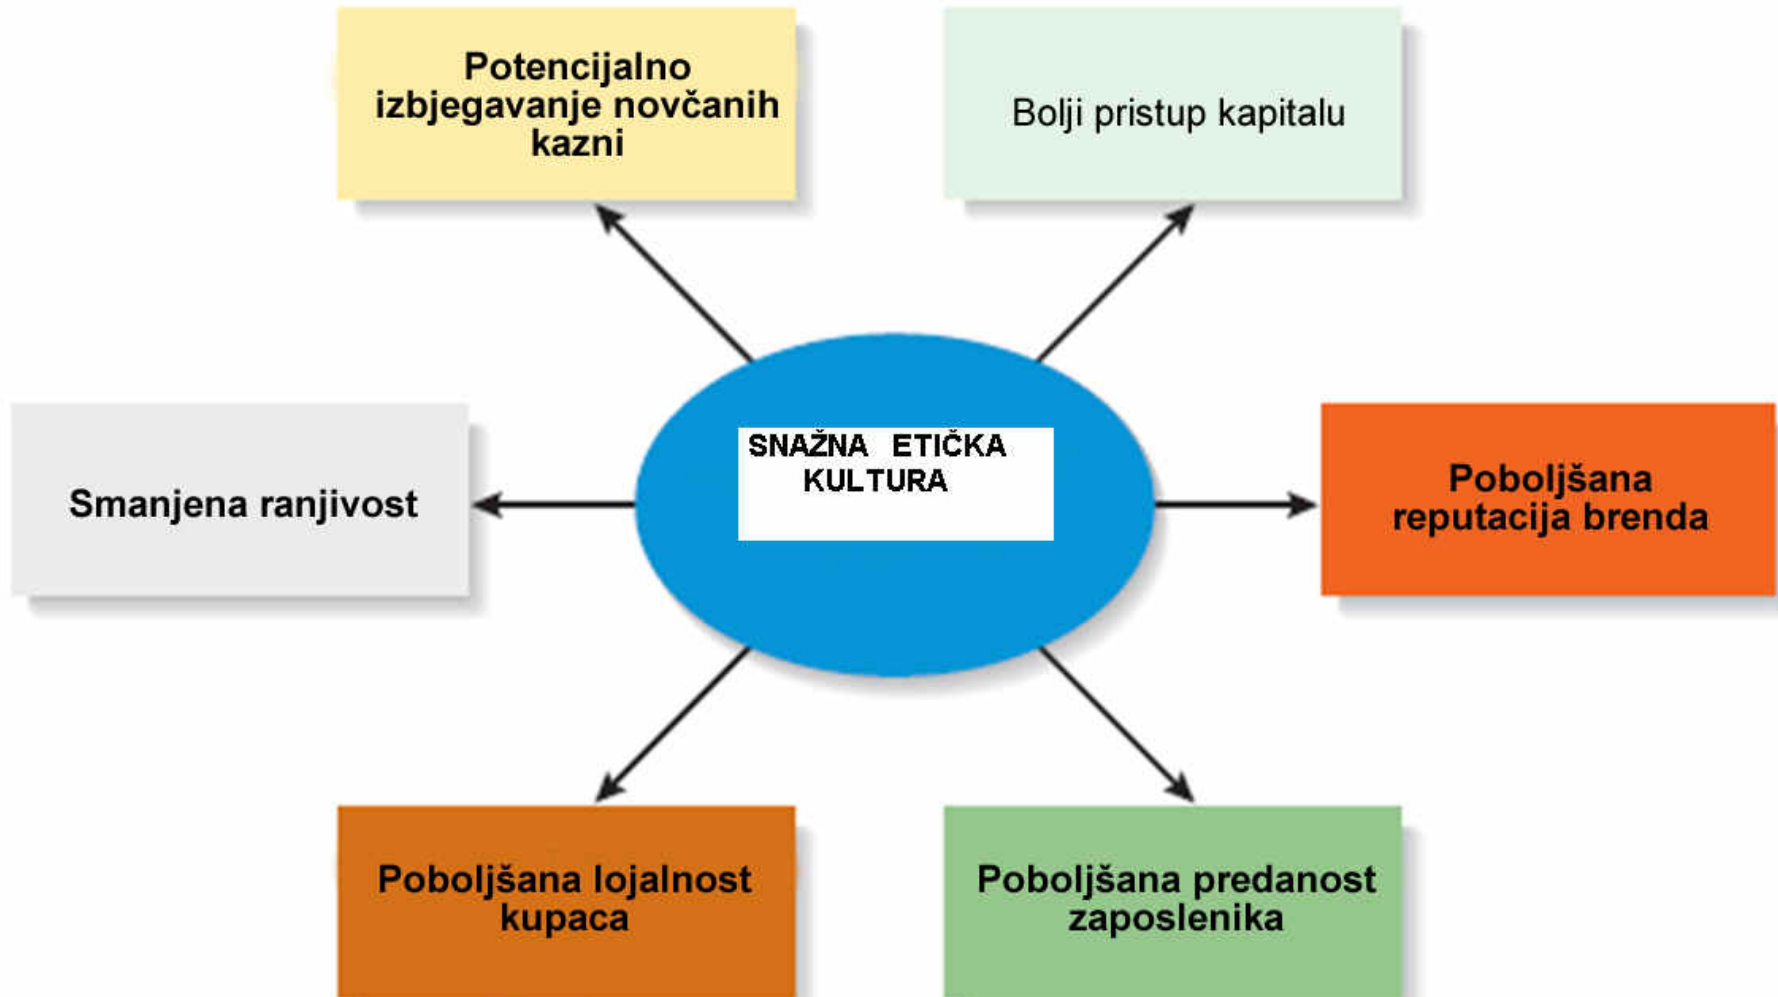 Potencijalno
izbjegavanje novčanih
kazni
Bolji pristup kapitalu
SNAŽNA ETIČKA
KULTURA
Smanjena ranjivost
Poboljšana
reputacija brenda
Poboljšana lojalnost
kupaca
Poboljšana predanost
zaposlenika